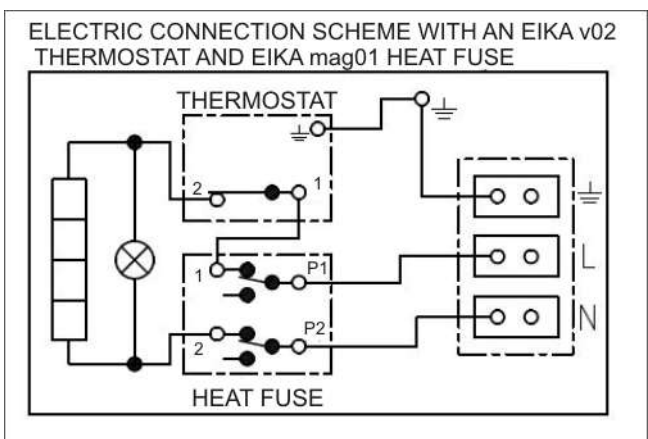 ELECTRIC CONNECTION SCHEME WITH AN EIKA v02
THERMOSTAT AND EIKA mag01 HEAT FUSE
THERMOSTAT
2
1
1
P1
L
P2
N
2
HEAT FUSE